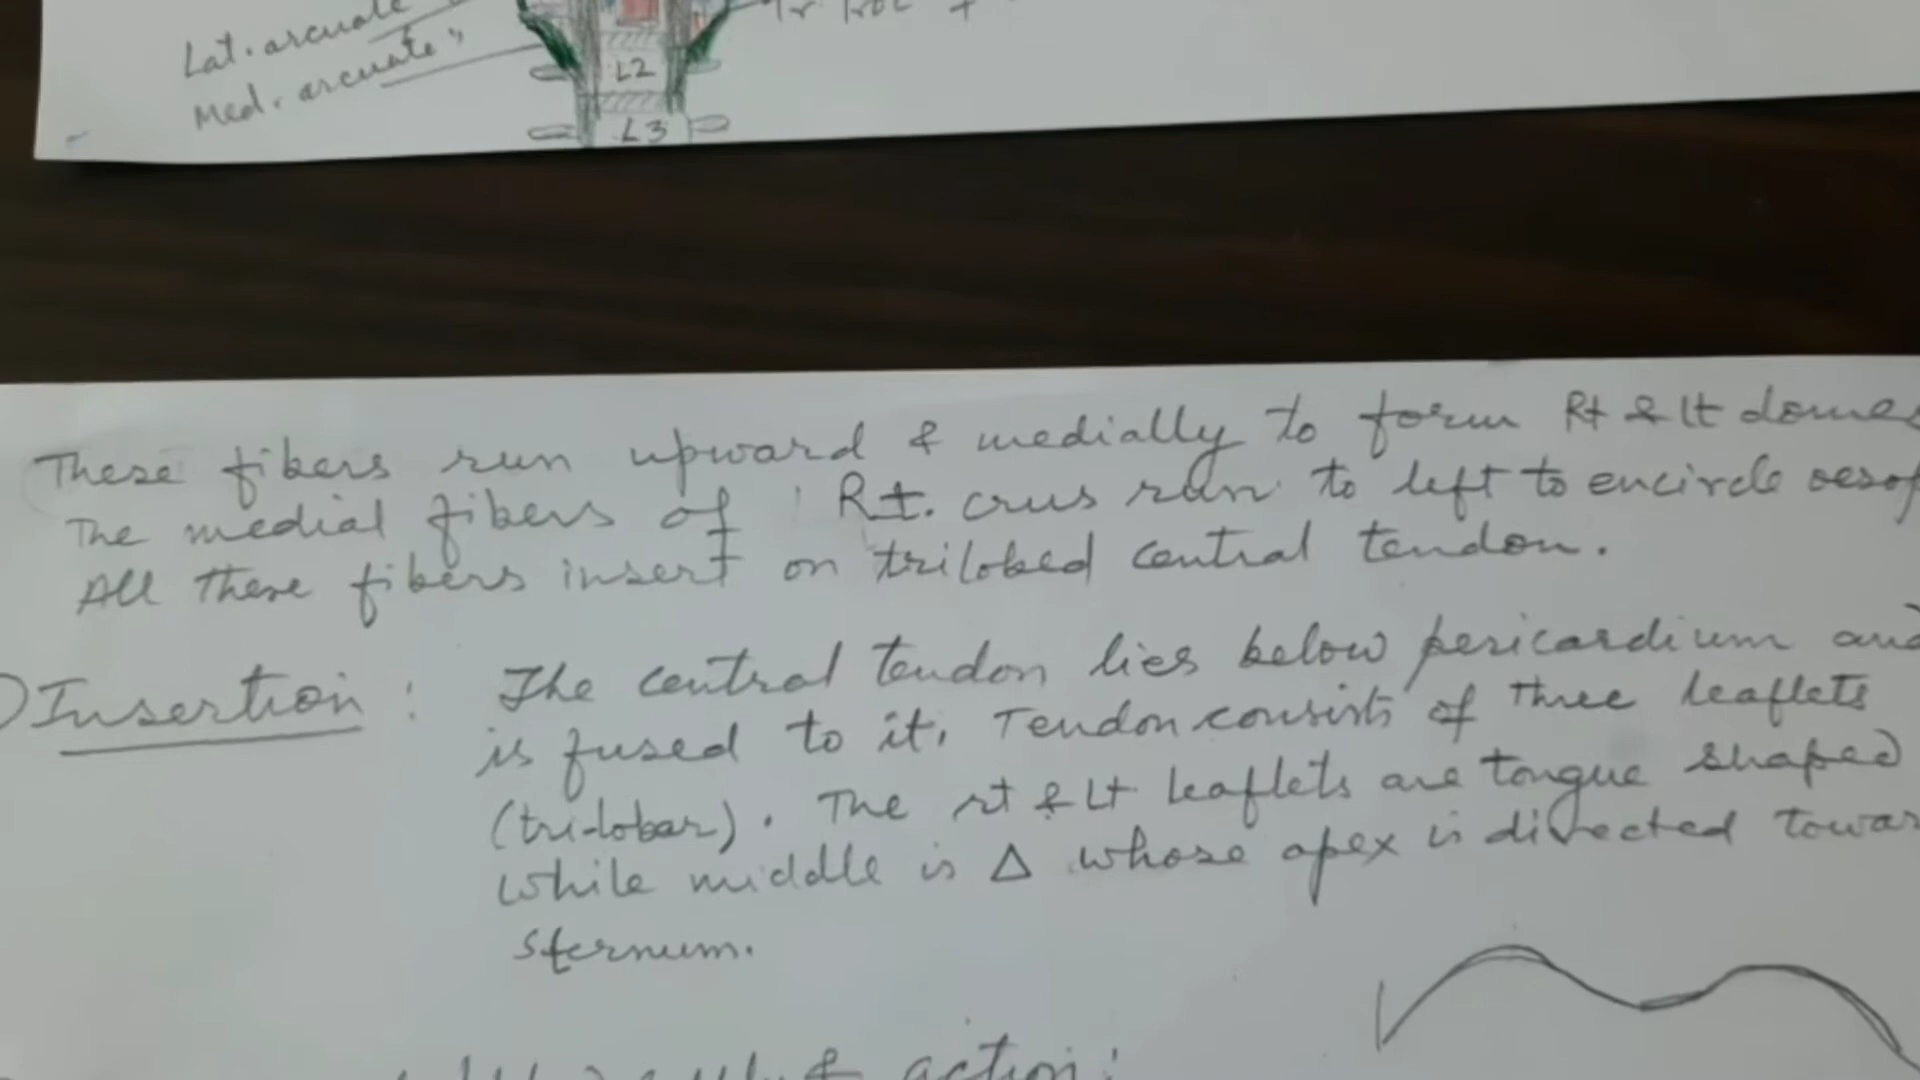 Lat. arcuate
Med. arcuate "
L2
L3
These fibers run upward & medially to form Rt & Lt domes
The medial fibers of Rt. crus run to left to encircle oesop
All these fibers insert on trilobed central tendon.
Insertion : The central tendon lies below pericardium and
is fused to it. Tendon consists of three leaflets
(tri-lobar). The rt & Lt leaflets are tongue shaped
while middle is Δ whose apex is directed towar
sternum.
& action: